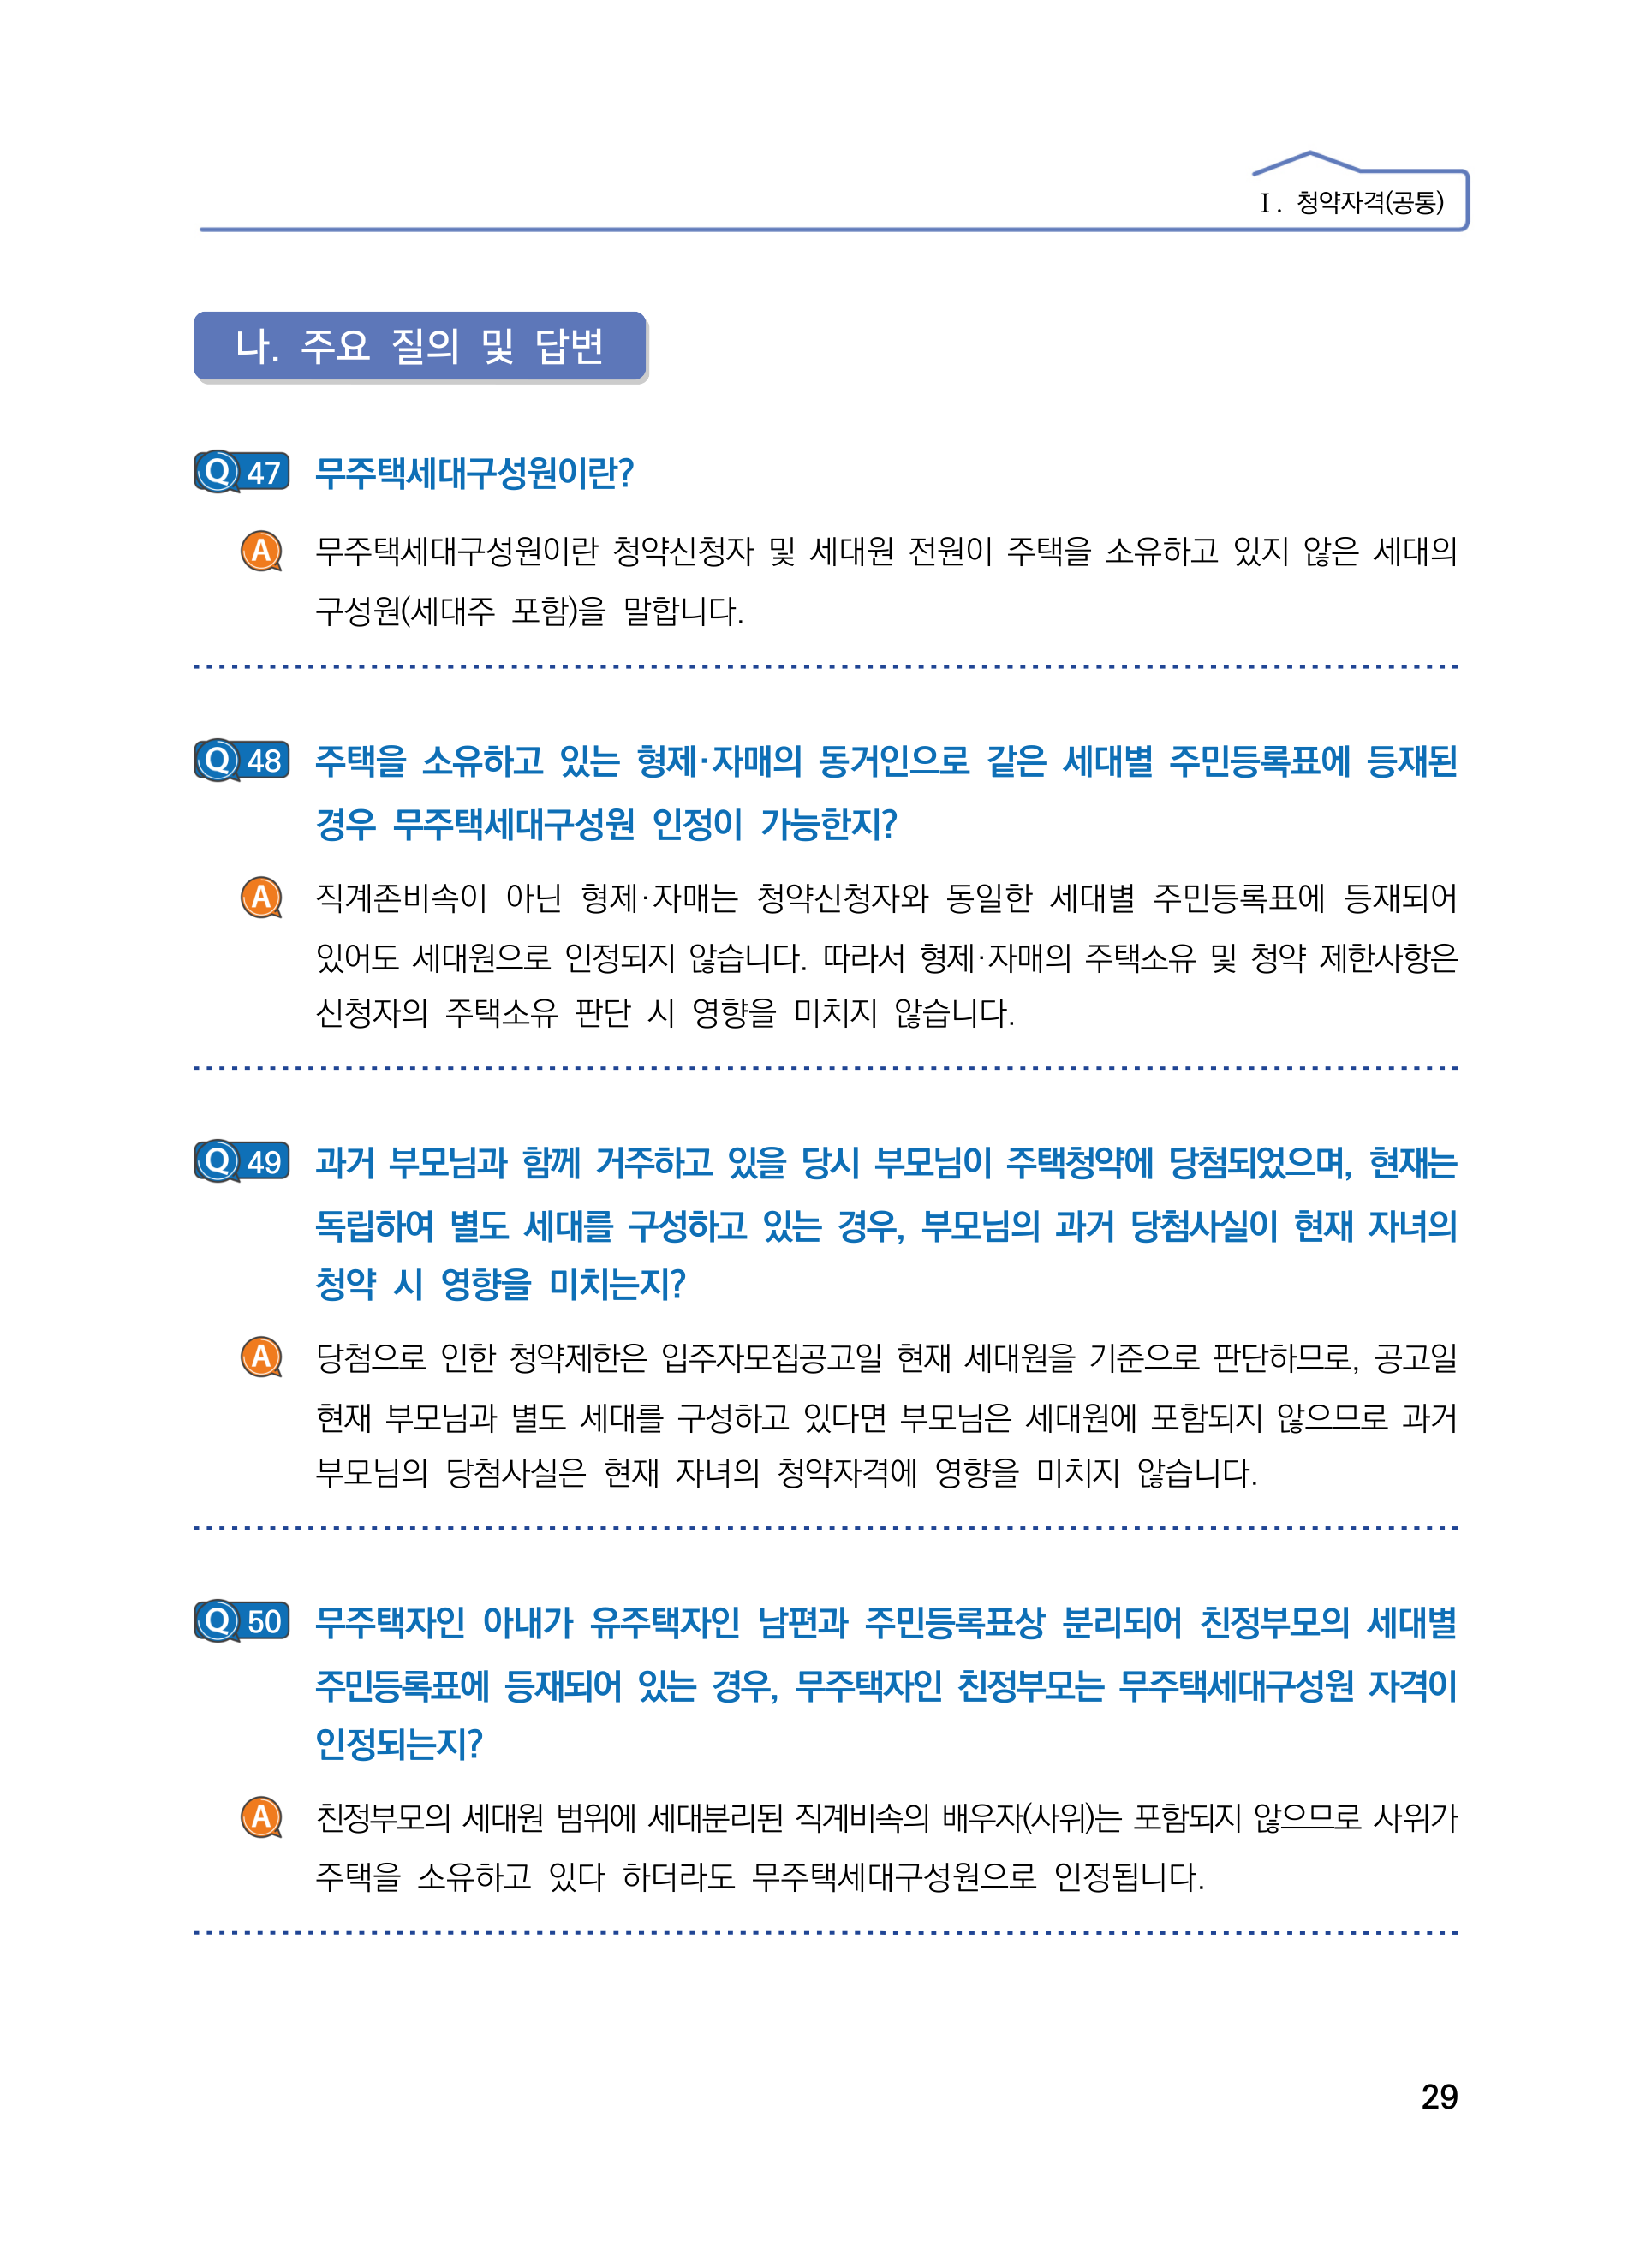 Ⅰ. 청약자격(공통)
나. 주요 질의 및 답변
Q 47 무주택세대구성원이란?
A 무주택세대구성원이란 청약신청자 및 세대원 전원이 주택을 소유하고 있지 않은 세대의
구성원(세대주 포함)을 말합니다.
Q 48 주택을 소유하고 있는 형제·자매의 동거인으로 같은 세대별 주민등록표에 등재된
경우 무주택세대구성원 인정이 가능한지?
A 직계존비속이 아닌 형제·자매는 청약신청자와 동일한 세대별 주민등록표에 등재되어
있어도 세대원으로 인정되지 않습니다. 따라서 형제·자매의 주택소유 및 청약 제한사항은
신청자의 주택소유 판단 시 영향을 미치지 않습니다.
Q 49 과거 부모님과 함께 거주하고 있을 당시 부모님이 주택청약에 당첨되었으며, 현재는
독립하여 별도 세대를 구성하고 있는 경우, 부모님의 과거 당첨사실이 현재 자녀의
청약 시 영향을 미치는지?
A 당첨으로 인한 청약제한은 입주자모집공고일 현재 세대원을 기준으로 판단하므로, 공고일
현재 부모님과 별도 세대를 구성하고 있다면 부모님은 세대원에 포함되지 않으므로 과거
부모님의 당첨사실은 현재 자녀의 청약자격에 영향을 미치지 않습니다.
Q 50 무주택자인 아내가 유주택자인 남편과 주민등록표상 분리되어 친정부모의 세대별
주민등록표에 등재되어 있는 경우, 무주택자인 친정부모는 무주택세대구성원 자격이
인정되는지?
A 친정부모의 세대원 범위에 세대분리된 직계비속의 배우자(사위)는 포함되지 않으므로 사위가
주택을 소유하고 있다 하더라도 무주택세대구성원으로 인정됩니다.
29